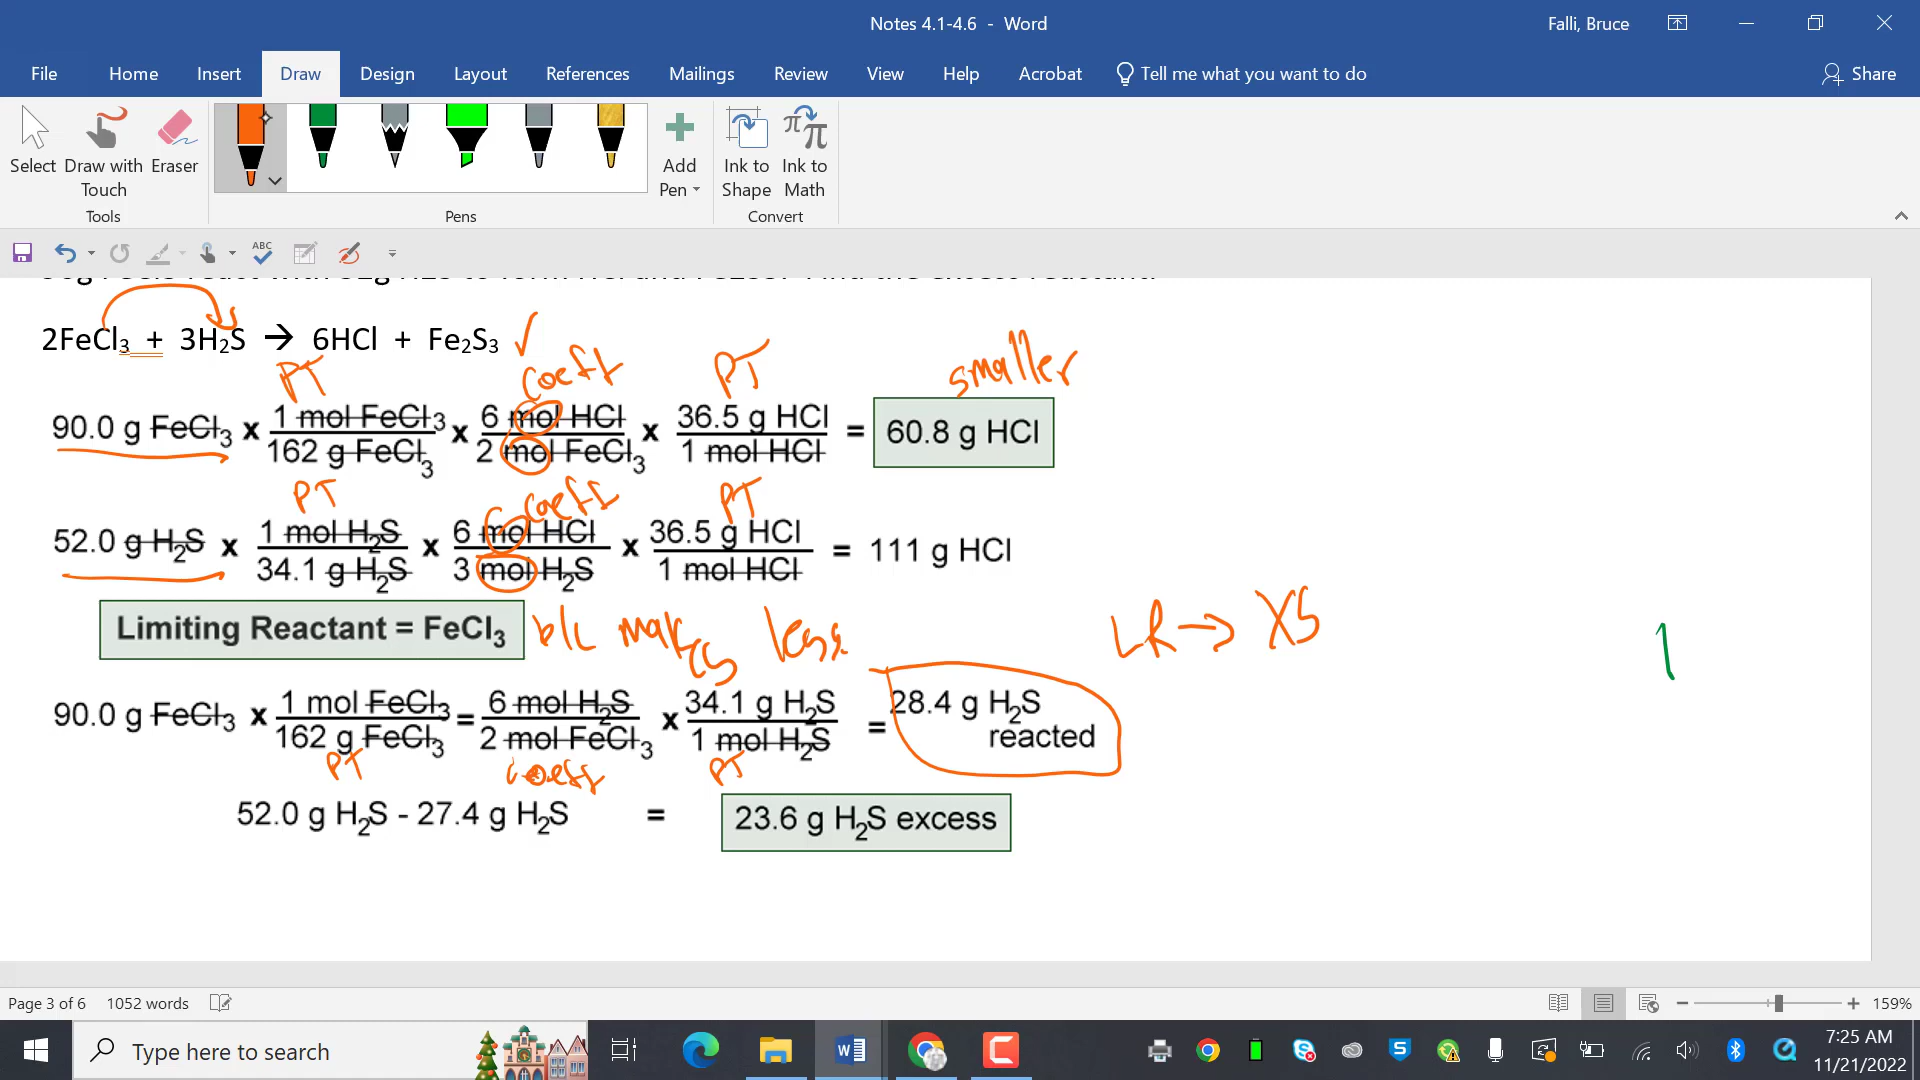 Notes 4.1-4.6 - Word
Falli, Bruce
File Home Insert Draw Design Layout References Mailings Review View Help Acrobat Tell me what you want to do Share
Select Draw with Touch Eraser Add Pen Ink to Shape Ink to Math
Tools Pens Convert
ABC
2FeCl₃ + 3H₂S → 6HCl + Fe₂S₃ ✓
PT coeff PT smaller
90.0 g FeCl₃ x 1 mol FeCl₃ / 162 g FeCl₃ x 6 mol HCl / 2 mol FeCl₃ x 36.5 g HCl / 1 mol HCl = 60.8 g HCl
PT coeff PT
52.0 g H₂S x 1 mol H₂S / 34.1 g H₂S x 6 mol HCl / 3 mol H₂S x 36.5 g HCl / 1 mol HCl = 111 g HCl
Limiting Reactant = FeCl₃ b/c makes less LR → XS
90.0 g FeCl₃ x 1 mol FeCl₃ / 162 g FeCl₃ = 6 mol H₂S / 2 mol FeCl₃ x 34.1 g H₂S / 1 mol H₂S = 28.4 g H₂S reacted
PT coeff PT
52.0 g H₂S - 27.4 g H₂S = 23.6 g H₂S excess
Page 3 of 6 1052 words 159%
Type here to search
7:25 AM
11/21/2022